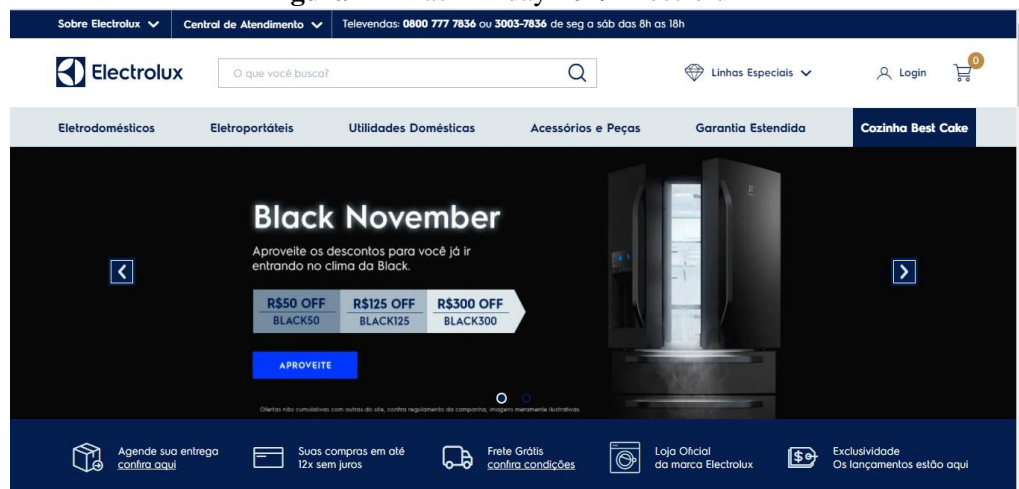 Sobre Electrolux
Central de Atendimento
Televendas: 0800 777 7836 ou 3003-7836 de seg a sáb das 8h as 18h
Electrolux
O que você busca?
Linhas Especiais
Login
0
Eletrodomésticos
Eletroportáteis
Utilidades Domésticas
Acessórios e Peças
Garantia Estendida
Cozinha Best Cake
Black November
Aproveite os descontos para você já ir
entrando no clima da Black.
R$50 OFF
BLACK50
R$125 OFF
BLACK125
R$300 OFF
BLACK300
APROVEITE
Ofertas não cumulativas com outras do site, confira regulamento da campanha, imagens meramente ilustrativas.
Agende sua entrega
confira aqui
Suas compras em até
12x sem juros
Frete Grátis
confira condições
Loja Oficial
da marca Electrolux
Exclusividade
Os lançamentos estão aqui